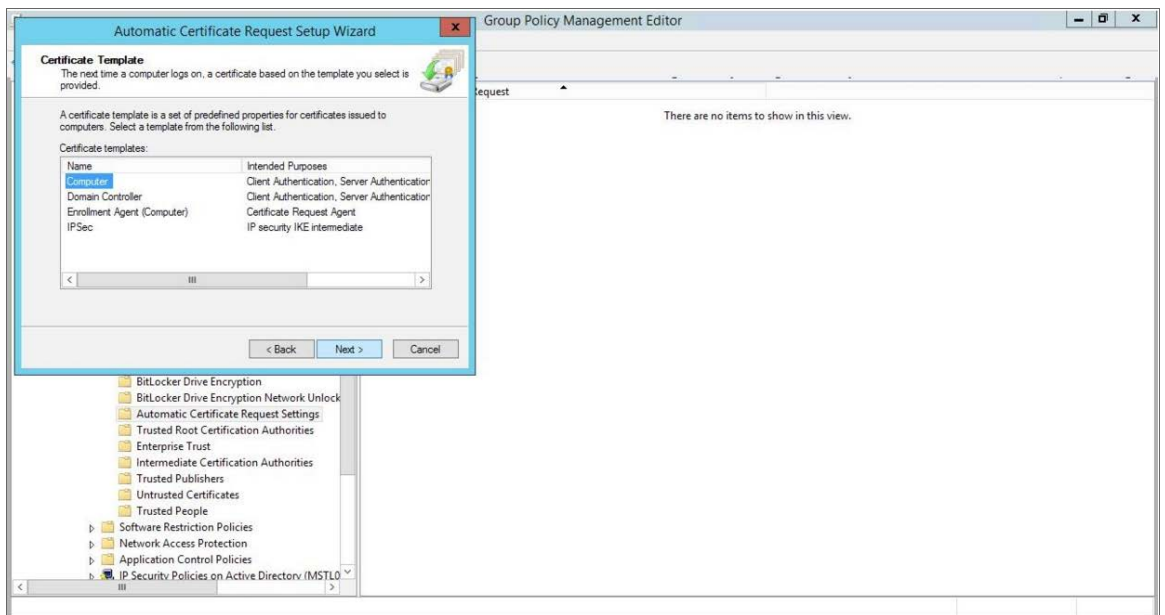 Group Policy Management Editor
Automatic Certificate Request Setup Wizard
Certificate Template
The next time a computer logs on, a certificate based on the template you select is
provided.
A certificate template is a set of predefined properties for certificates issued to
computers. Select a template from the following list.
Certificate templates:
Name Intended Purposes
Computer Client Authentication, Server Authentication
Domain Controller Client Authentication, Server Authentication
Enrollment Agent (Computer) Certificate Request Agent
IPSec IP security IKE intermediate
< Back Next > Cancel
Request
There are no items to show in this view.
BitLocker Drive Encryption
BitLocker Drive Encryption Network Unlock
Automatic Certificate Request Settings
Trusted Root Certification Authorities
Enterprise Trust
Intermediate Certification Authorities
Trusted Publishers
Untrusted Certificates
Trusted People
Software Restriction Policies
Network Access Protection
Application Control Policies
IP Security Policies on Active Directory (MSTL0